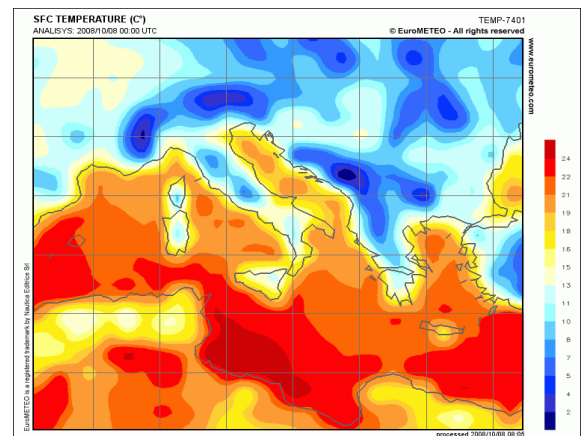 SFC TEMPERATURE (C°)
TEMP-7401
ANALISYS: 2008/10/08 00:00 UTC
© EuroMETEO - All rights reserved
www.eurometeo.com
EuroMETEO is a registered trademark by Nautica Editrice Srl
24
22
21
19
18
16
15
13
11
10
8
7
5
4
2
processed 2008/10/08 08:05